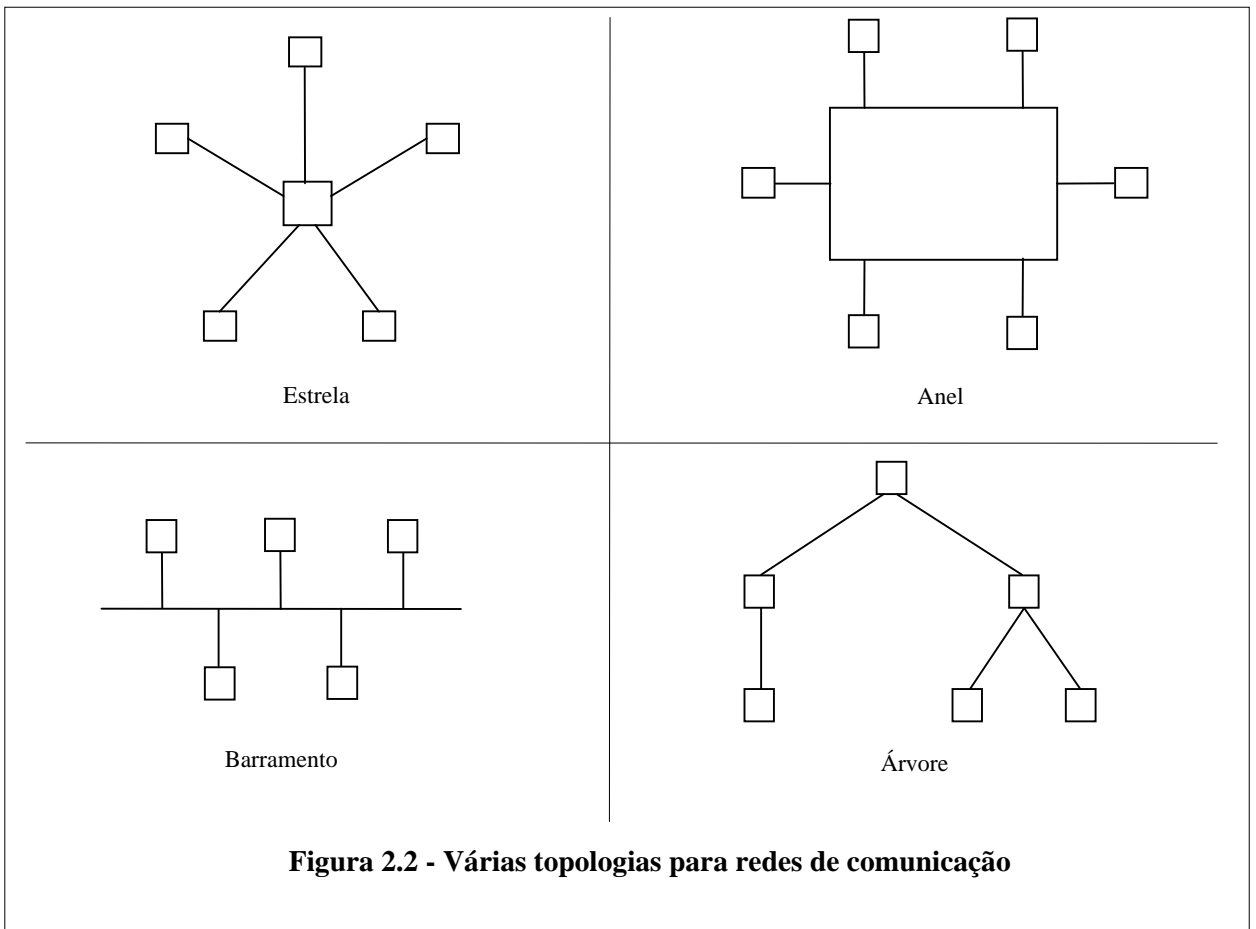 Estrela
Anel
Barramento
Árvore
Figura 2.2 - Várias topologias para redes de comunicação